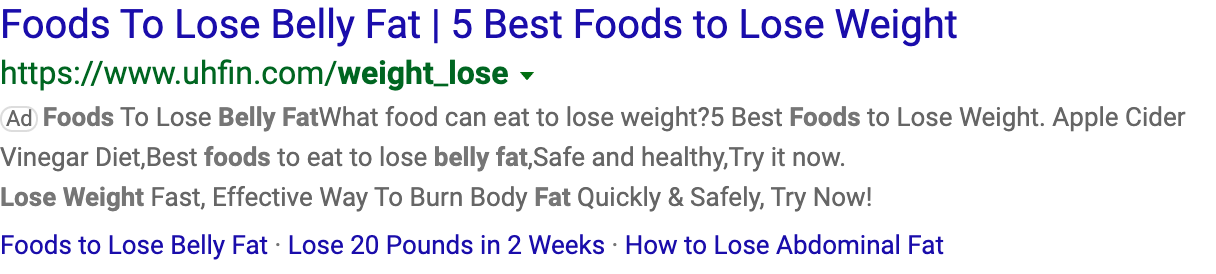 Foods To Lose Belly Fat | 5 Best Foods to Lose Weight
https://www.uhfin.com/weight_lose
Ad Foods To Lose Belly FatWhat food can eat to lose weight?5 Best Foods to Lose Weight. Apple Cider
Vinegar Diet,Best foods to eat to lose belly fat,Safe and healthy,Try it now.
Lose Weight Fast, Effective Way To Burn Body Fat Quickly & Safely, Try Now!
Foods to Lose Belly Fat · Lose 20 Pounds in 2 Weeks · How to Lose Abdominal Fat